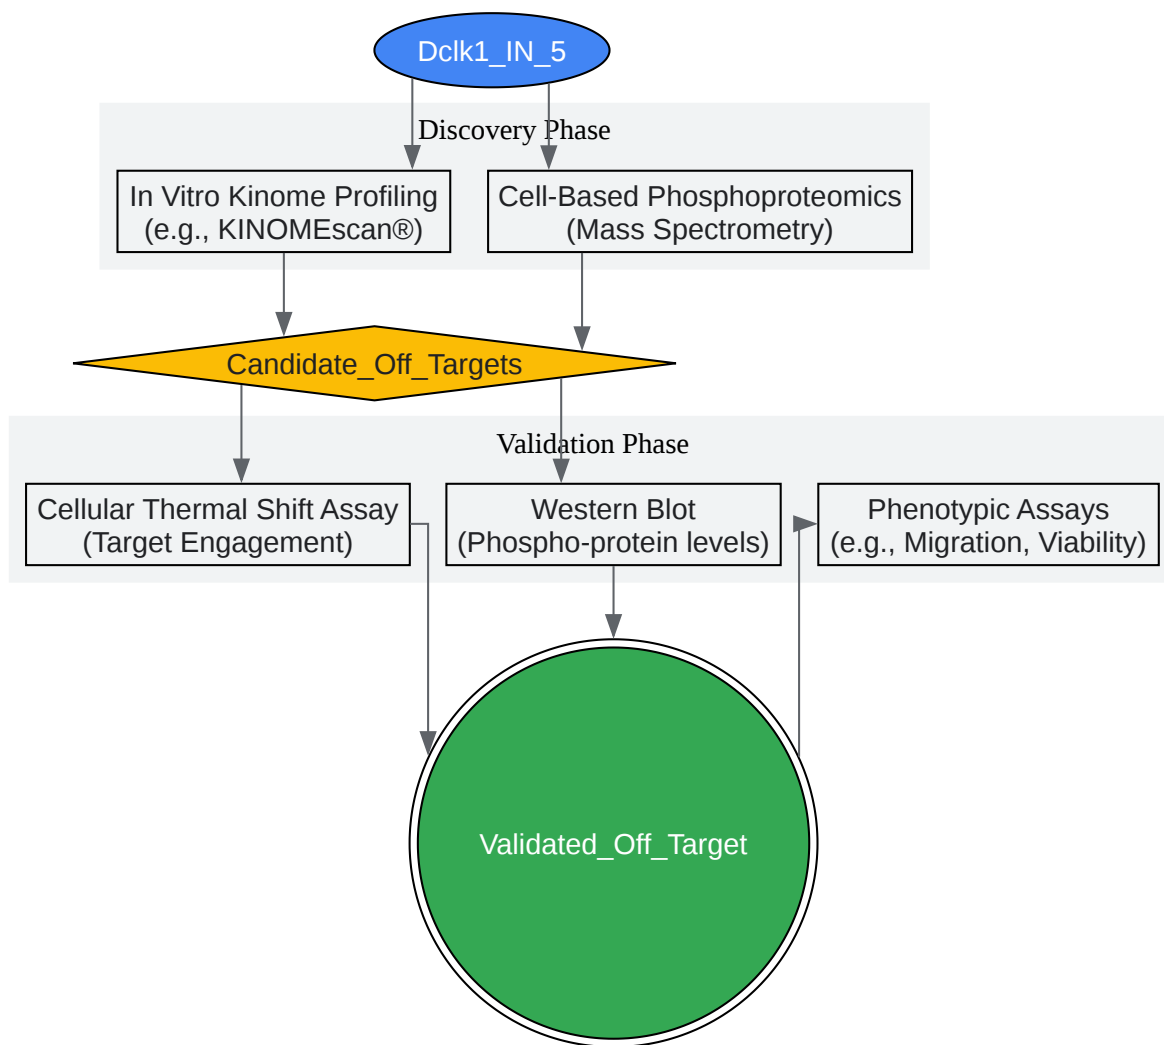 Dclk1_IN_5
Discovery Phase
In Vitro Kinome Profiling
(e.g., KINOMEscan®)
Cell-Based Phosphoproteomics
(Mass Spectrometry)
Candidate_Off_Targets
Validation Phase
Cellular Thermal Shift Assay
(Target Engagement)
Western Blot
(Phospho-protein levels)
Phenotypic Assays
(e.g., Migration, Viability)
Validated_Off_Target